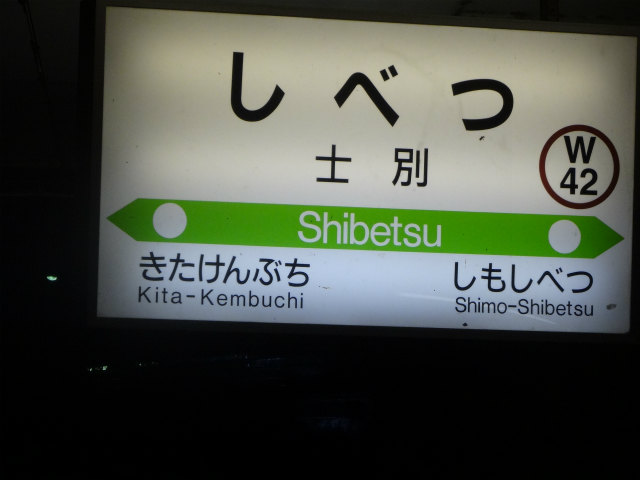 しべつ
士別
W
42
Shibetsu
きたけんぶち
Kita-Kembuchi
しもしべつ
Shimo-Shibetsu